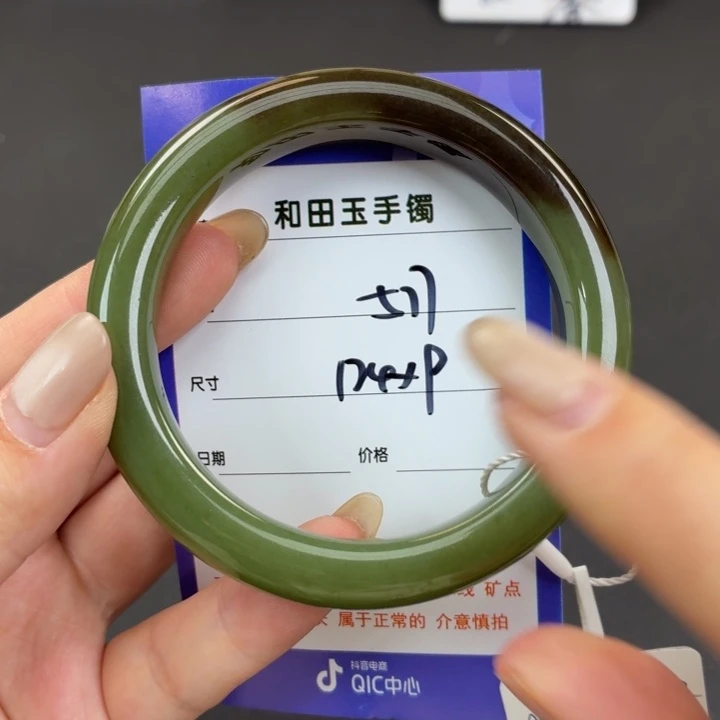 和田玉手镯
577
尺寸
日期 价格
线 矿点
属于正常的 介意慎拍
抖音电商
QIC中心